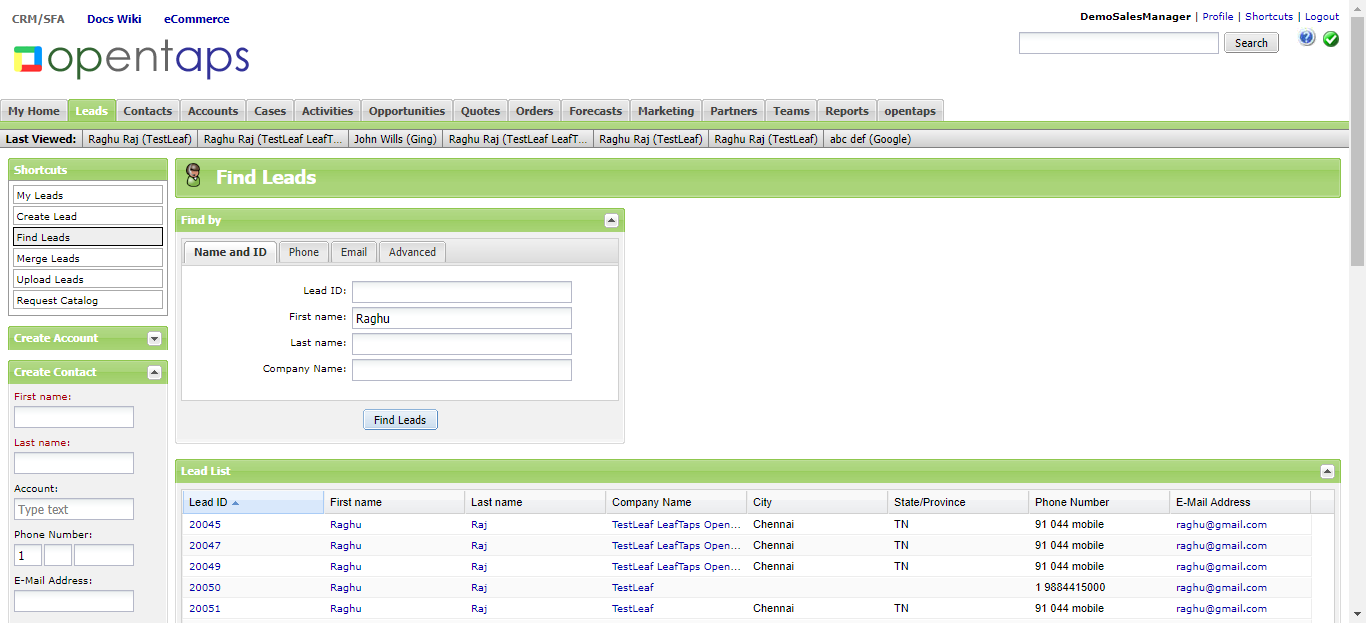 CRM/SFA Docs Wiki eCommerce
DemoSalesManager | Profile | Shortcuts | Logout
opentaps
Search
My Home Leads Contacts Accounts Cases Activities Opportunities Quotes Orders Forecasts Marketing Partners Teams Reports opentaps
Last Viewed: Raghu Raj (TestLeaf) Raghu Raj (TestLeaf LeafT... John Wills (Ging) Raghu Raj (TestLeaf LeafT... Raghu Raj (TestLeaf) Raghu Raj (TestLeaf) abc def (Google)
Shortcuts
My Leads
Create Lead
Find Leads
Merge Leads
Upload Leads
Request Catalog
Create Account
Create Contact
First name:
Last name:
Account:
Type text
Phone Number:
1
E-Mail Address:
Find Leads
Find by
Name and ID Phone Email Advanced
Lead ID:
First name: Raghu
Last name:
Company Name:
Find Leads
Lead List
Lead ID First name Last name Company Name City State/Province Phone Number E-Mail Address
20045 Raghu Raj TestLeaf LeafTaps Open... Chennai TN 91 044 mobile raghu@gmail.com
20047 Raghu Raj TestLeaf LeafTaps Open... Chennai TN 91 044 mobile raghu@gmail.com
20049 Raghu Raj TestLeaf LeafTaps Open... Chennai TN 91 044 mobile raghu@gmail.com
20050 Raghu Raj TestLeaf 1 9884415000 raghu@gmail.com
20051 Raghu Raj TestLeaf Chennai TN 91 044 mobile raghu@gmail.com